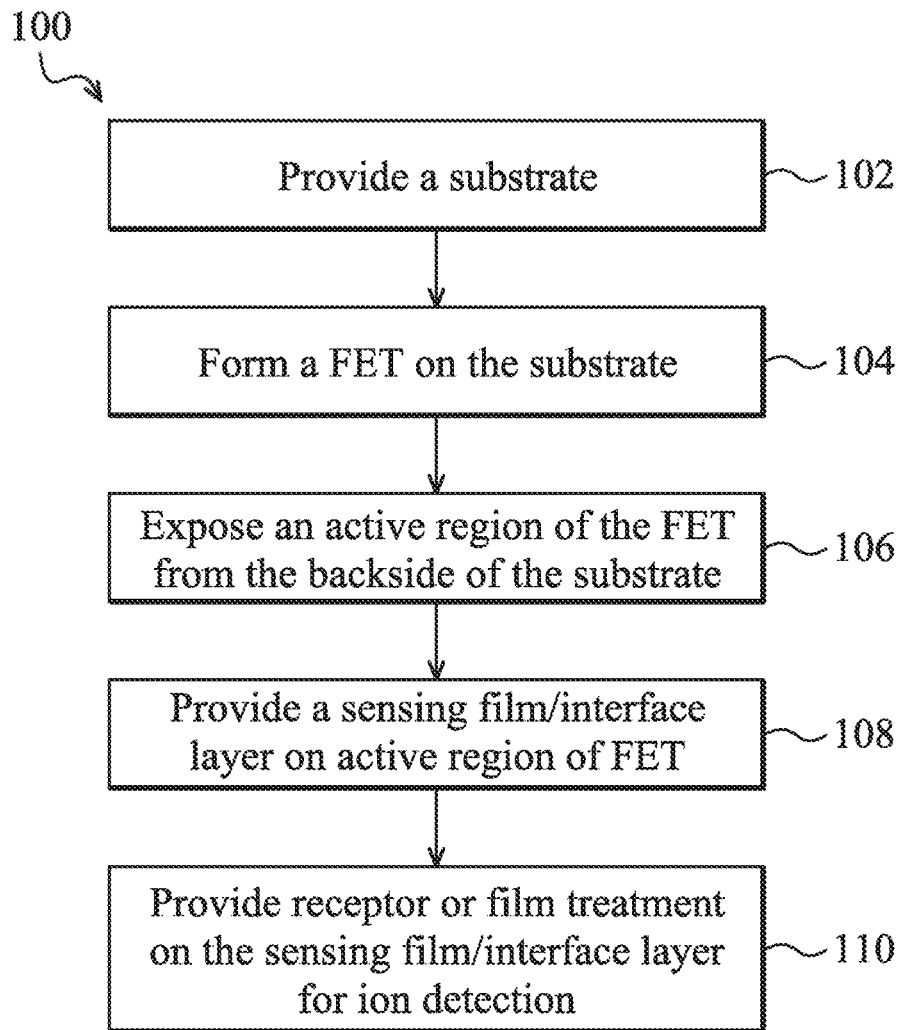 100
Provide a substrate
102
Form a FET on the substrate
104
Expose an active region of the FET
from the backside of the substrate
106
Provide a sensing film/interface
layer on active region of FET
108
Provide receptor or film treatment
on the sensing film/interface layer
for ion detection
110